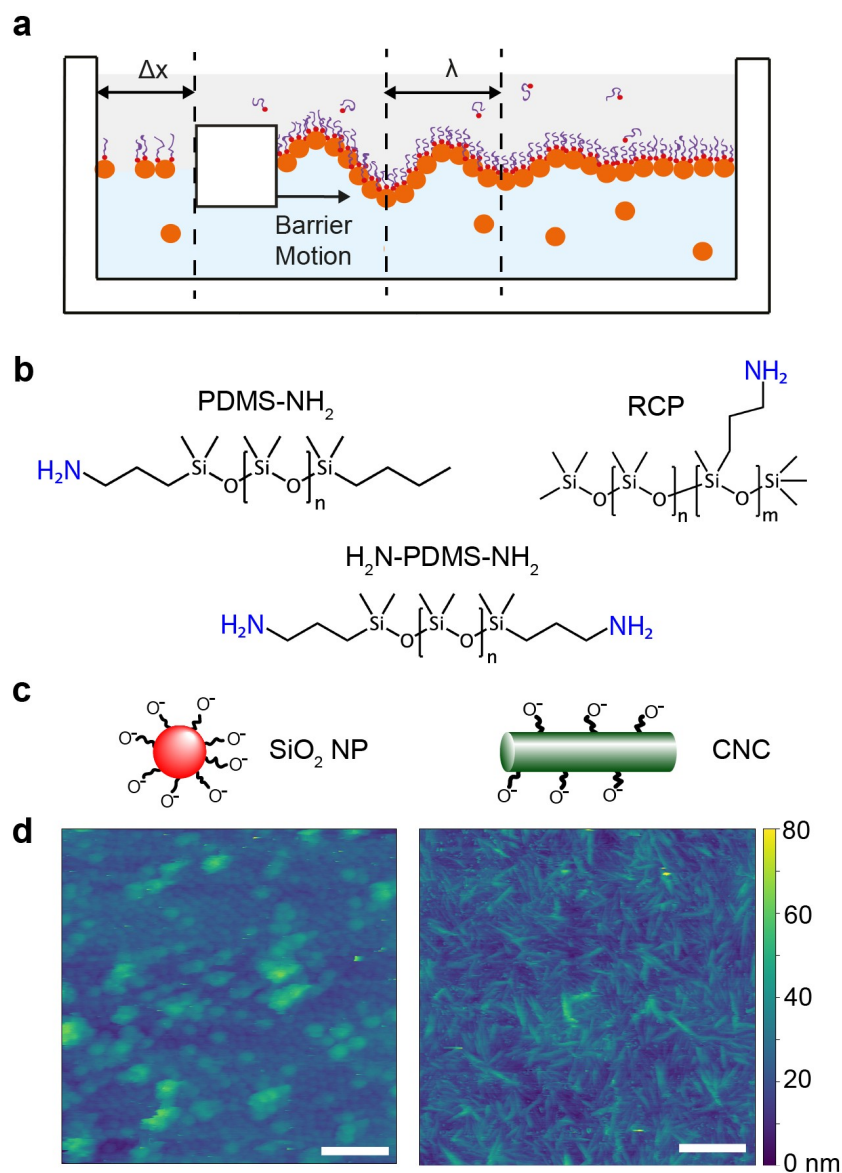 a
Δx
λ
Barrier
Motion
b
PDMS-NH₂
RCP
NH₂
H₂N
Si
Si
Si
O
O
n
Si
Si
Si
Si
O
O
O
n
m
H₂N-PDMS-NH₂
H₂N
Si
Si
Si
O
O
n
NH₂
c
O⁻
O⁻
O⁻
O⁻
O⁻
O⁻
O⁻
O⁻
SiO₂ NP
O⁻
O⁻
O⁻
O⁻
O⁻
O⁻
CNC
d
80
60
40
20
0 nm